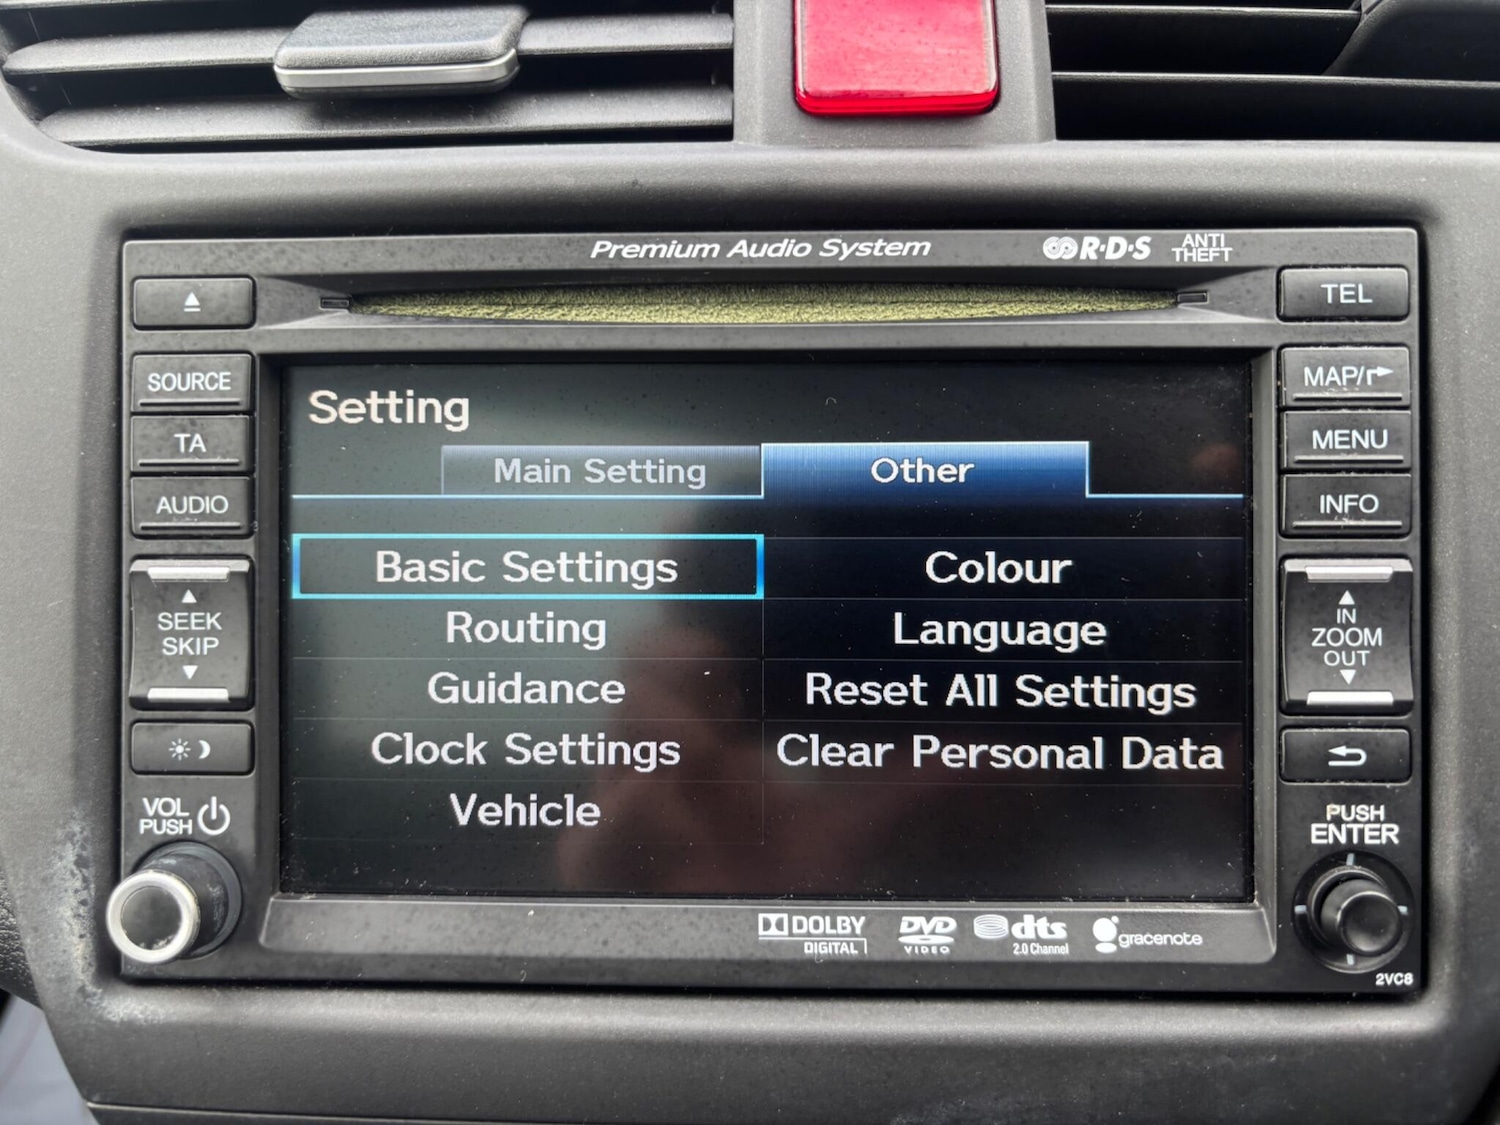 Premium Audio System
R·D·S
ANTI
THEFT
TEL
SOURCE
MAP/
TA
MENU
AUDIO
INFO
Setting
Main Setting
Other
Basic Settings
Colour
Routing
Language
Guidance
Reset All Settings
Clock Settings
Clear Personal Data
Vehicle
SEEK
SKIP
IN
ZOOM
OUT
VOL
PUSH
PUSH
ENTER
DOLBY
DIGITAL
DVD
VIDEO
dts
2.0 Channel
gracenote
2VC8